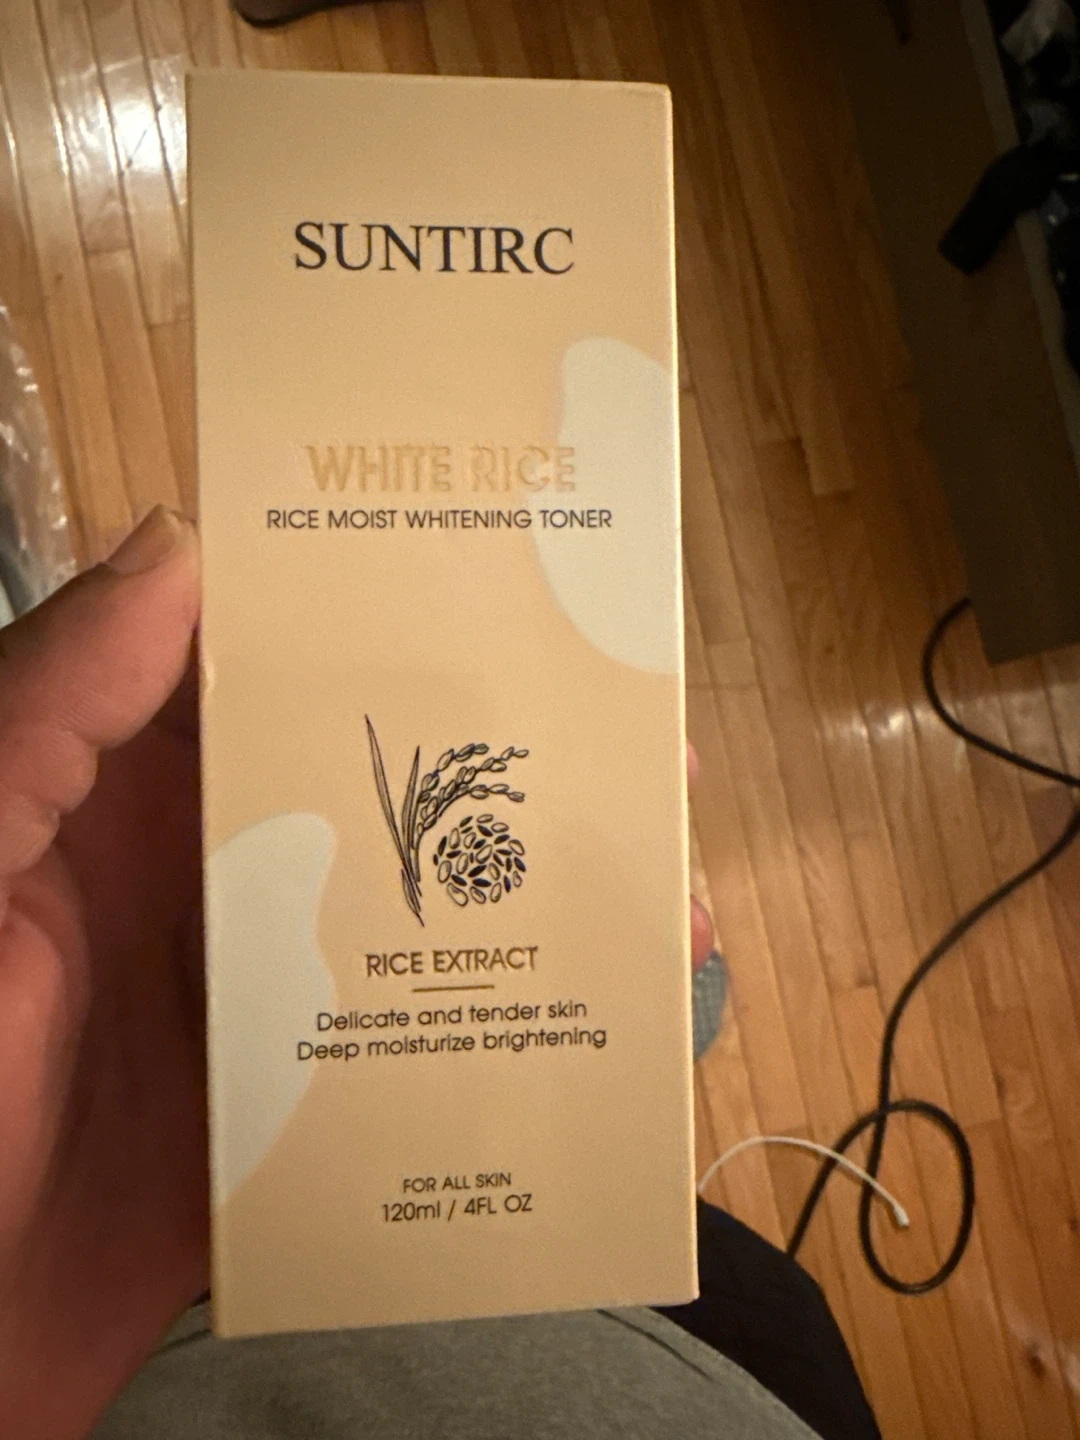 SUNTIRC
WHITE RICE
RICE MOIST WHITENING TONER
RICE EXTRACT
Delicate and tender skin
Deep moisturize brightening
FOR ALL SKIN
120ml / 4FL OZ